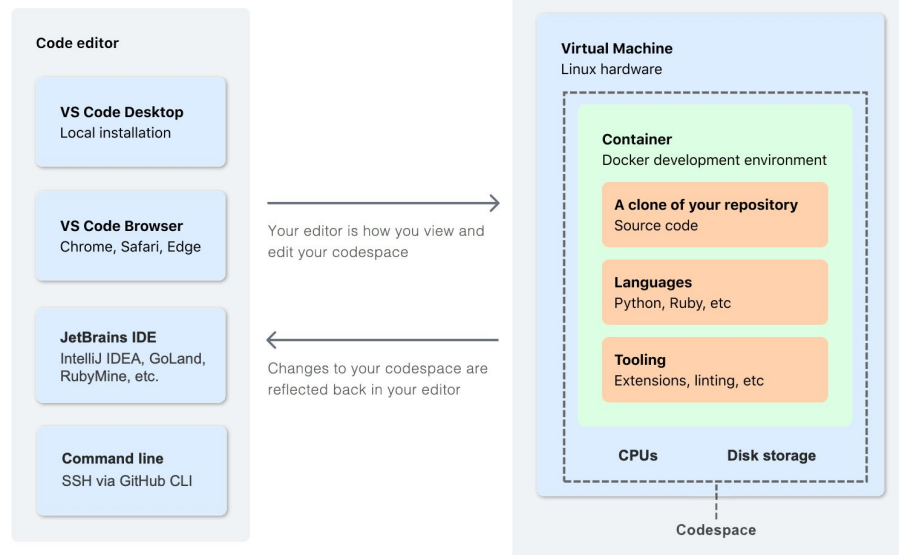 Code editor
VS Code Desktop
Local installation
VS Code Browser
Chrome, Safari, Edge
JetBrains IDE
IntelliJ IDEA, GoLand,
RubyMine, etc.
Command line
SSH via GitHub CLI
Your editor is how you view and
edit your codespace
Changes to your codespace are
reflected back in your editor
Virtual Machine
Linux hardware
Container
Docker development environment
A clone of your repository
Source code
Languages
Python, Ruby, etc
Tooling
Extensions, linting, etc
CPUs
Disk storage
Codespace